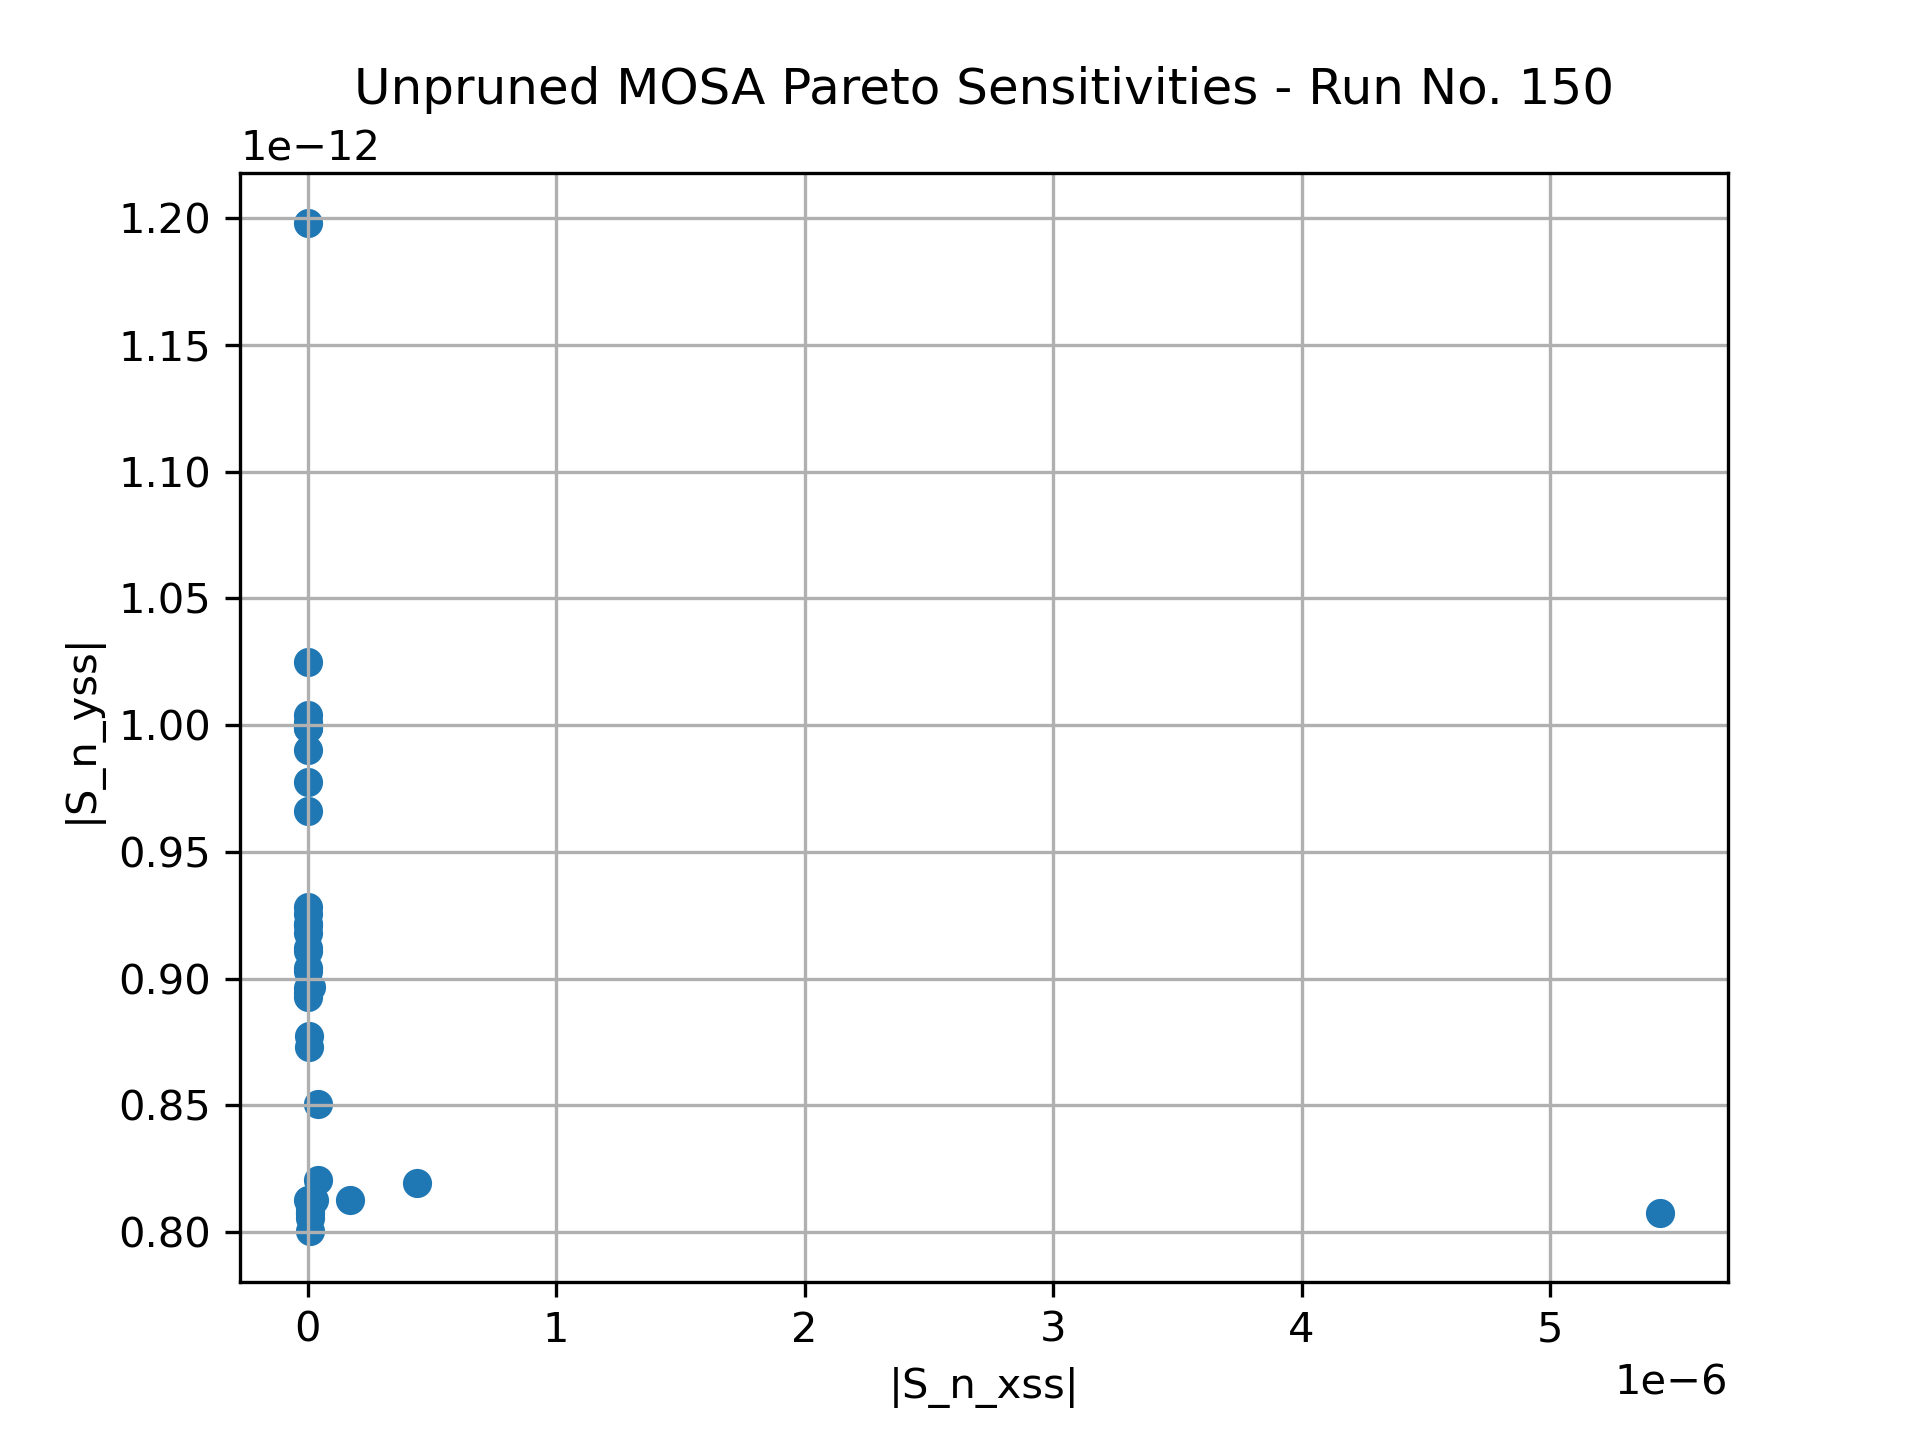 Unpruned MOSA Pareto Sensitivities - Run No. 150
1e−12
1.20
1.15
1.10
1.05
1.00
0.95
0.90
0.85
0.80
|S_n_yss|
0 1 2 3 4 5
1e−6
|S_n_xss|